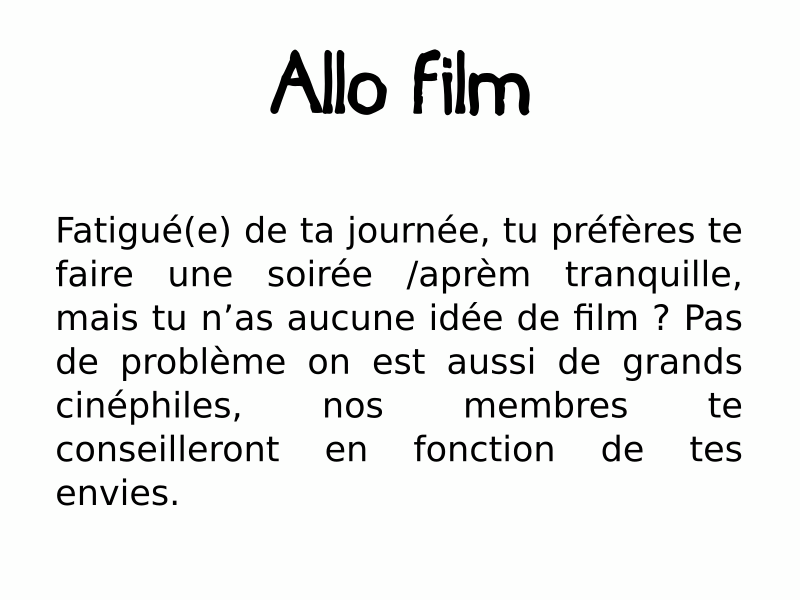 Allo film
Fatigué(e) de ta journée, tu préfères te
faire une soirée /aprèm tranquille,
mais tu n’as aucune idée de film ? Pas
de problème on est aussi de grands
cinéphiles, nos membres te
conseilleront en fonction de tes
envies.